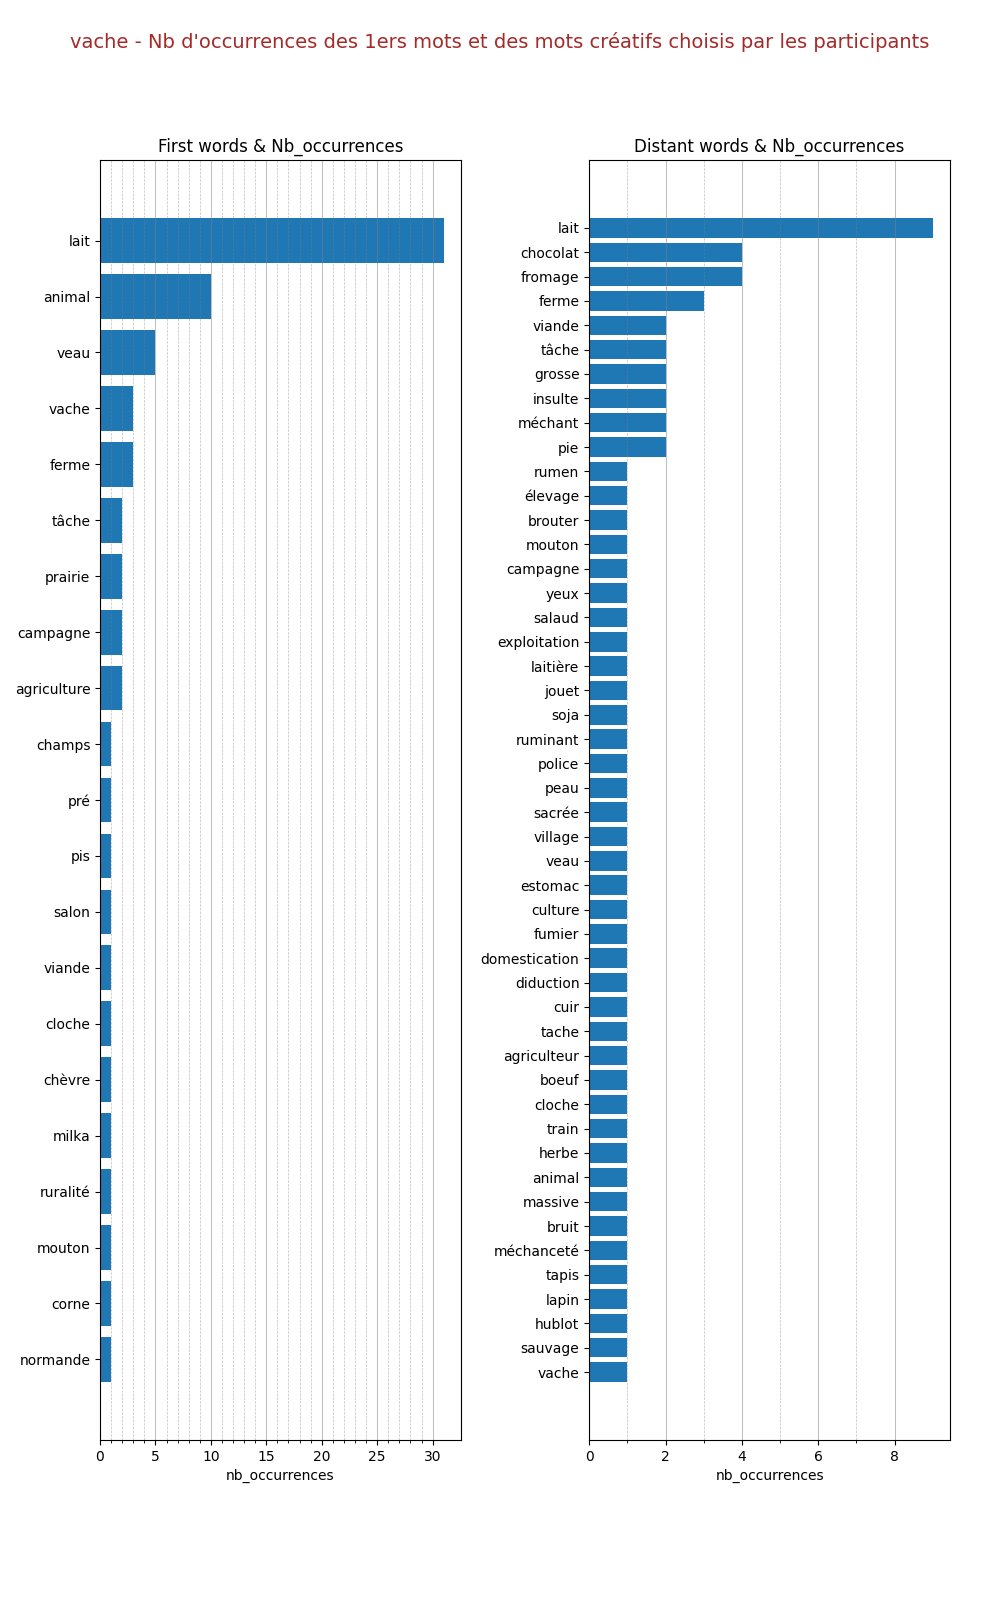 vache - Nb d'occurrences des 1ers mots et des mots créatifs choisis par les participants
First words & Nb_occurrences
lait
animal
veau
vache
ferme
tâche
prairie
campagne
agriculture
champs
pré
pis
salon
viande
cloche
chèvre
milka
ruralité
mouton
corne
normande
0 5 10 15 20 25 30
nb_occurrences
Distant words & Nb_occurrences
lait
chocolat
fromage
ferme
viande
tâche
grosse
insulte
méchant
pie
rumen
élevage
brouter
mouton
campagne
yeux
salaud
exploitation
laitière
jouet
soja
ruminant
police
peau
sacrée
village
veau
estomac
culture
fumier
domestication
diduction
cuir
tache
agriculteur
boeuf
cloche
train
herbe
animal
massive
bruit
méchanceté
tapis
lapin
hublot
sauvage
vache
0 2 4 6 8
nb_occurrences